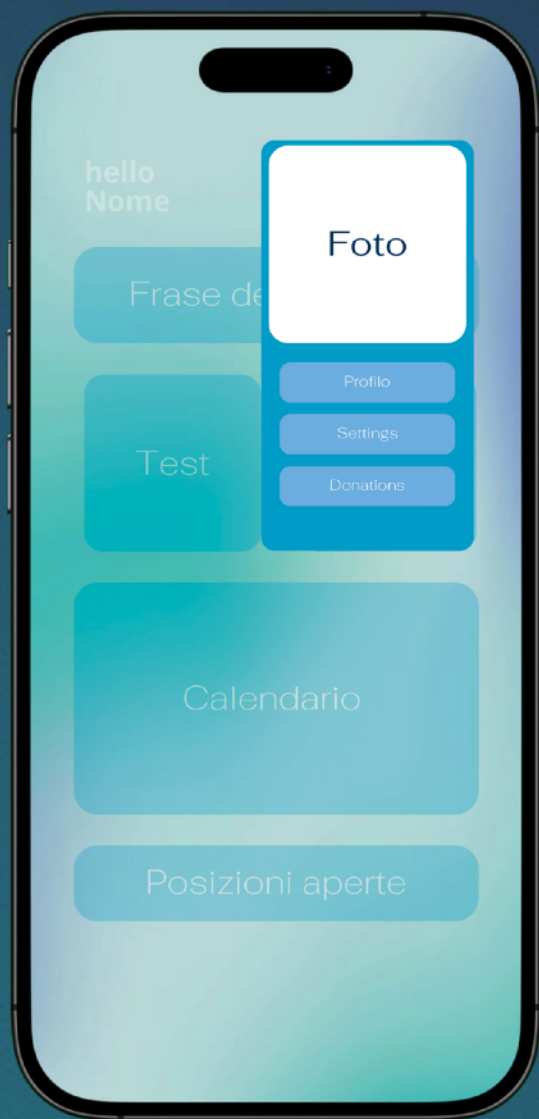 hello
Nome
Foto
Frase de
Profilo
Settings
Donations
Test
Calendario
Posizioni aperte